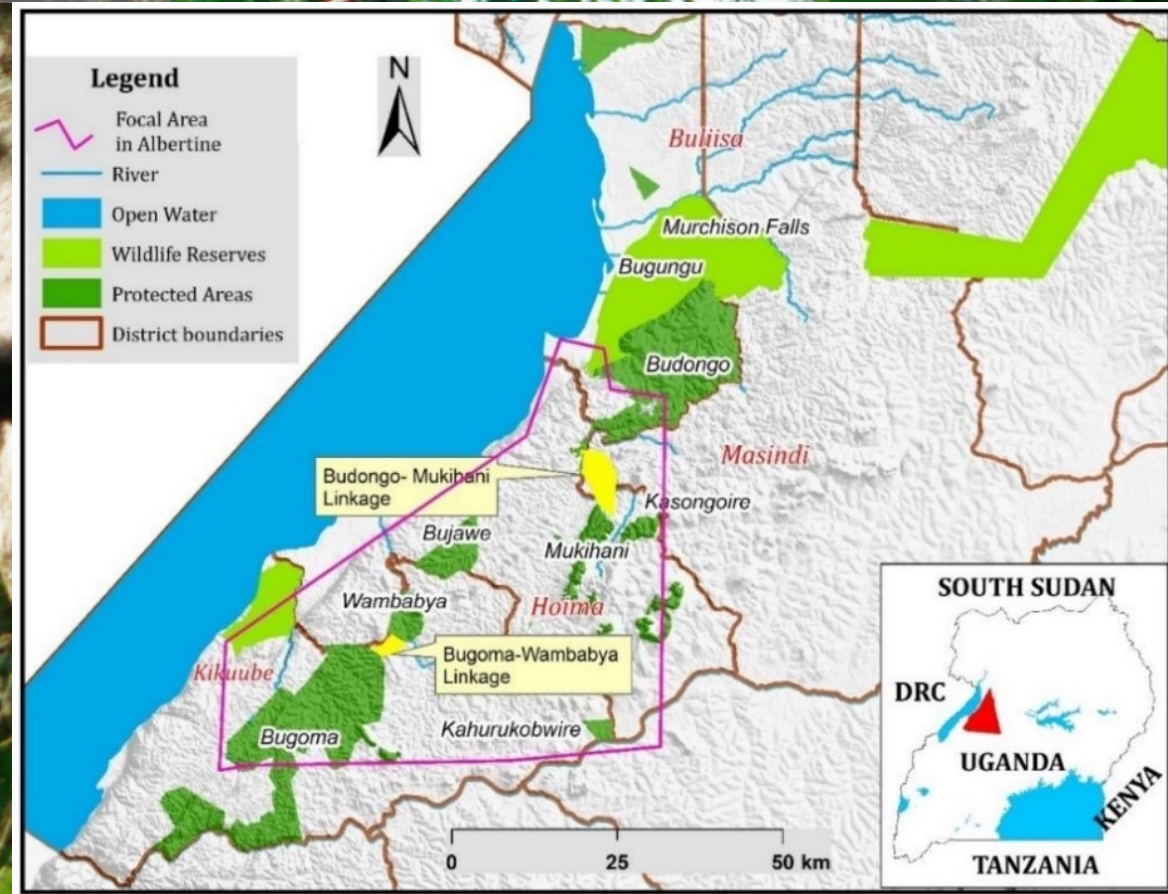 Legend
Focal Area
in Albertine
River
Open Water
Wildlife Reserves
Protected Areas
District boundaries
N
Buliisa
Murchison Falls
Bugungu
Budongo
Masindi
Budongo- Mukihani
Linkage
Kasongoire
Bujawe
Mukihani
Wambabya
Hoima
Bugoma-Wambabya
Linkage
Kikuube
Bugoma
Kahurukobwire
0 25 50 km
SOUTH SUDAN
DRC
UGANDA
KENYA
TANZANIA